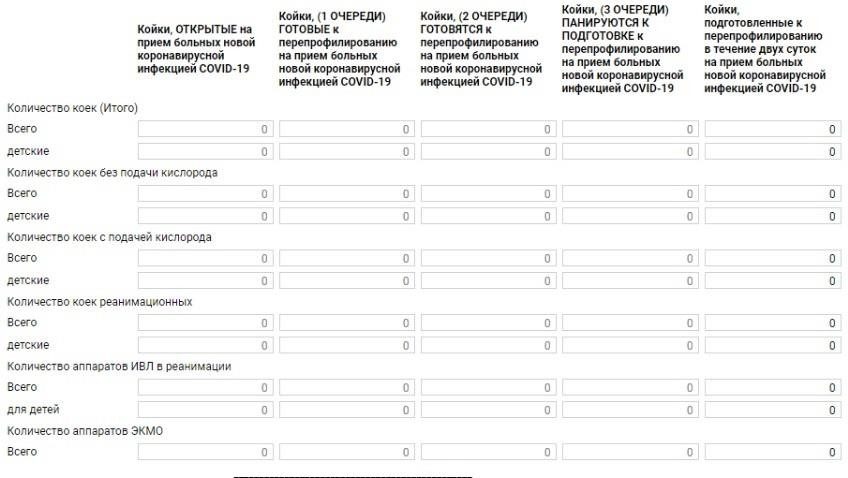 Койки, ОТКРЫТЫЕ на
прием больных новой
коронавирусной
инфекцией COVID-19
Койки, (1 ОЧЕРЕДИ)
ГОТОВЫЕ к
перепрофилированию
на прием больных
новой коронавирусной
инфекцией COVID-19
Койки, (2 ОЧЕРЕДИ)
ГОТОВЯТСЯ к
перепрофилированию
на прием больных
новой коронавирусной
инфекцией COVID-19
Койки, (3 ОЧЕРЕДИ)
ПАНИРУЮТСЯ К
ПОДГОТОВКЕ к
перепрофилированию
на прием больных
новой коронавирусной
инфекцией COVID-19
Койки,
подготовленные к
перепрофилированию
в течение двух суток
на прием больных
новой коронавирусной
инфекцией COVID-19
Количество коек (Итого)
Всего 0 0 0 0 0
детские 0 0 0 0 0
Количество коек без подачи кислорода
Всего 0 0 0 0 0
детские 0 0 0 0 0
Количество коек с подачей кислорода
Всего 0 0 0 0 0
детские 0 0 0 0 0
Количество коек реанимационных
Всего 0 0 0 0 0
детские 0 0 0 0 0
Количество аппаратов ИВЛ в реанимации
Всего 0 0 0 0 0
для детей 0 0 0 0 0
Количество аппаратов ЭКМО
Всего 0 0 0 0 0